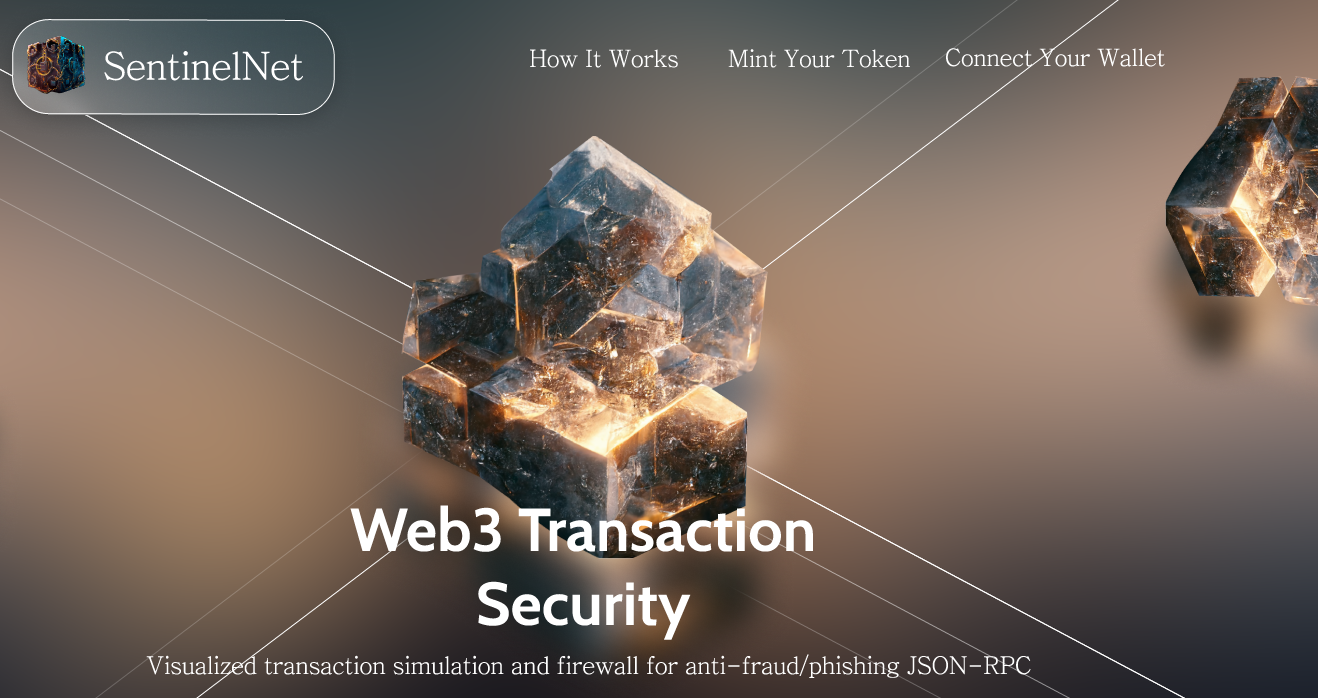 SentinelNet
How It Works
Mint Your Token
Connect Your Wallet
Web3 Transaction
Security
Visualized transaction simulation and firewall for anti-fraud/phishing JSON-RPC